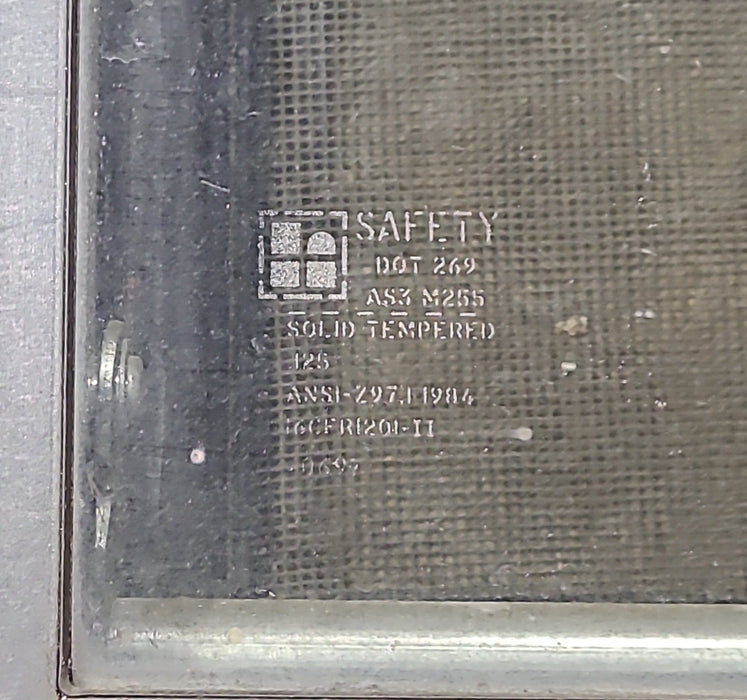 SAFETY
DOT 269
AS3 M255
SOLID TEMPERED
.125
ANSI-Z97.1 1984
16CFR1201-II